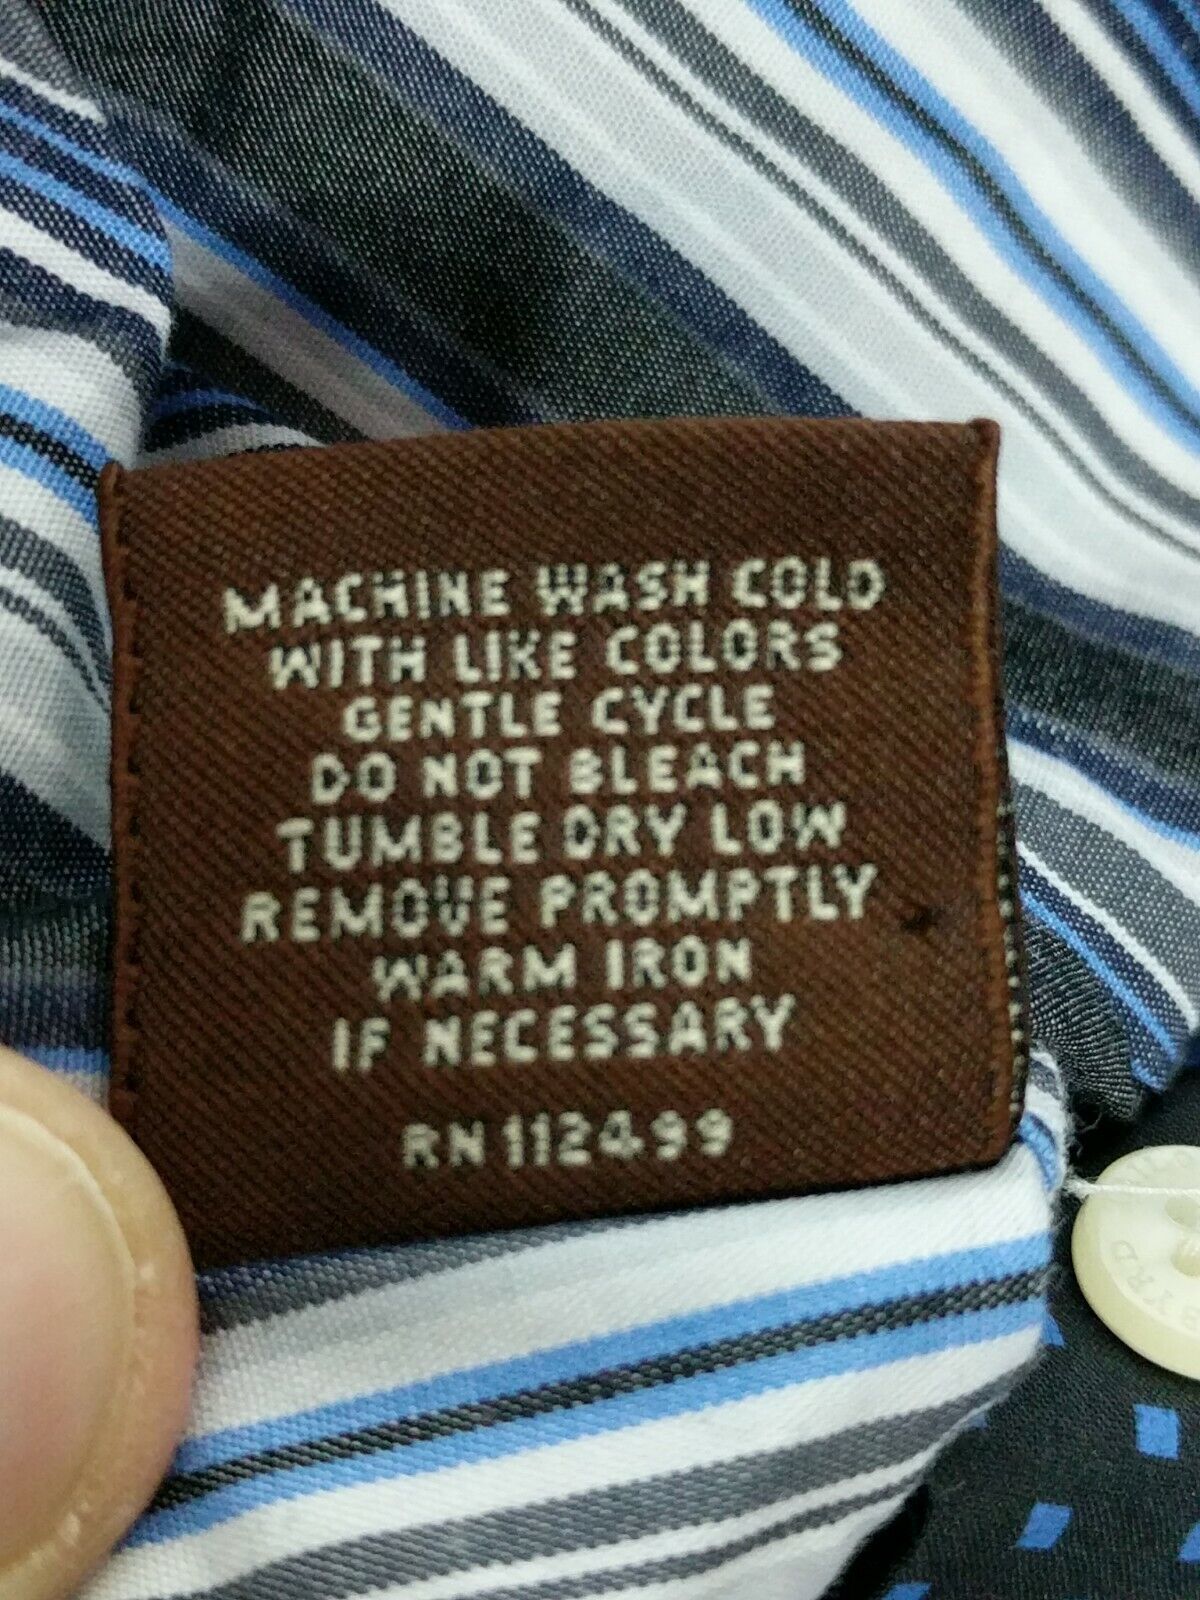 MACHINE WASH COLD
WITH LIKE COLORS
GENTLE CYCLE
DO NOT BLEACH
TUMBLE DRY LOW
REMOVE PROMPTLY
WARM IRON
IF NECESSARY
RN 112499